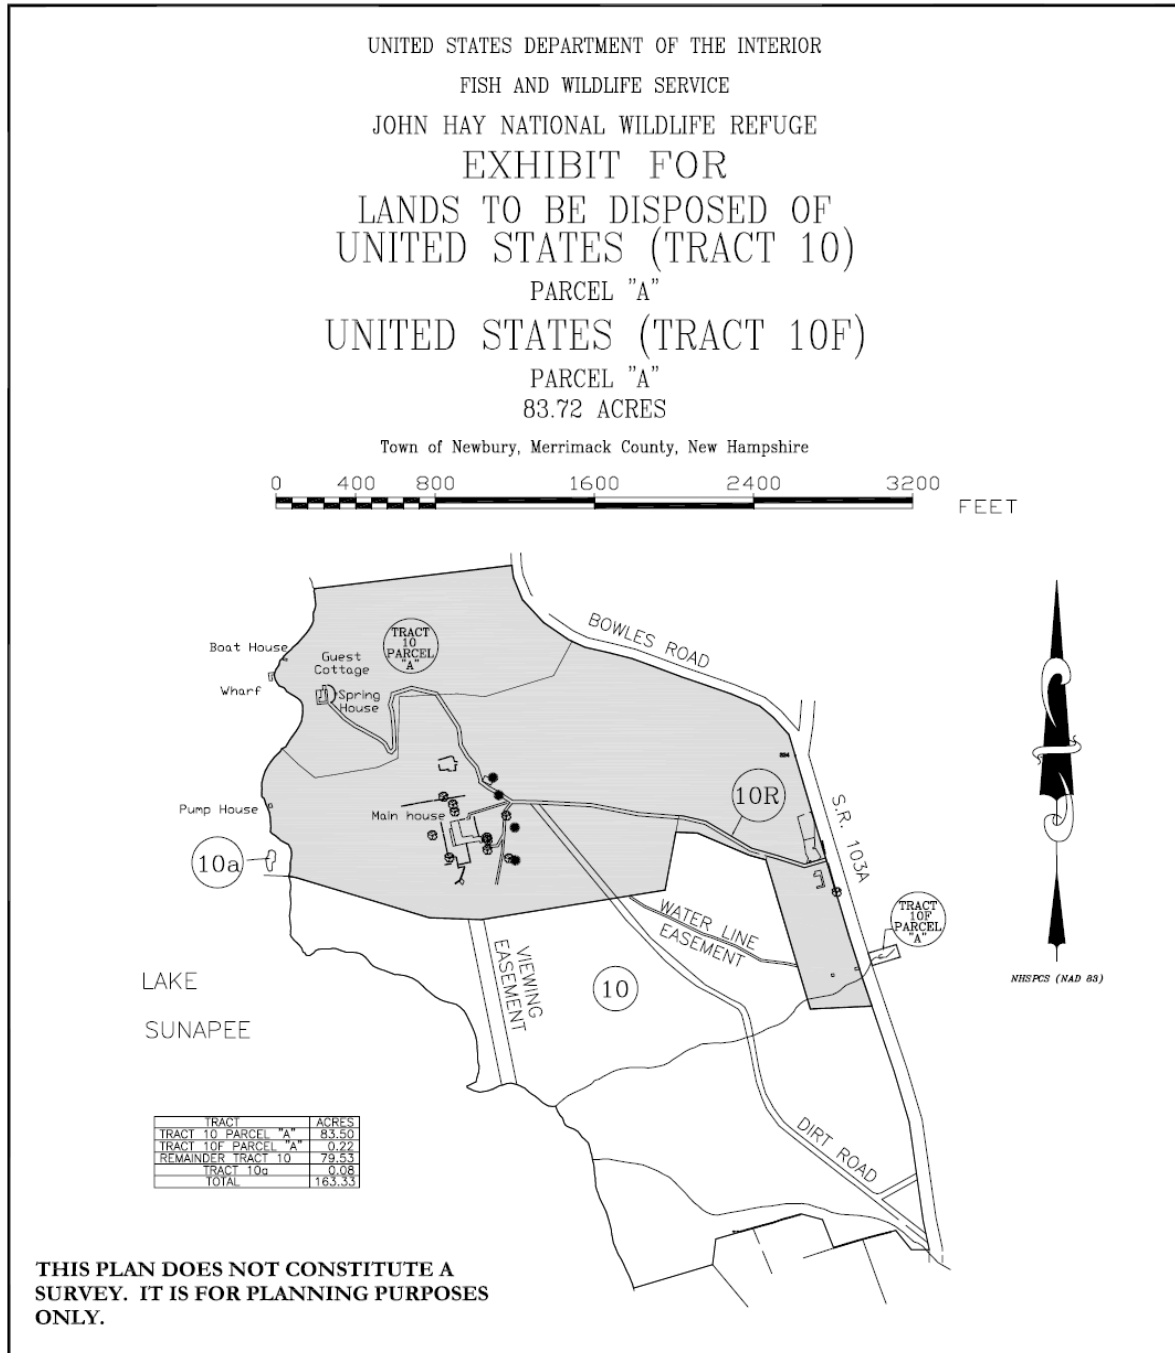 UNITED STATES DEPARTMENT OF THE INTERIOR
FISH AND WILDLIFE SERVICE
JOHN HAY NATIONAL WILDLIFE REFUGE
EXHIBIT FOR
LANDS TO BE DISPOSED OF
UNITED STATES (TRACT 10)
PARCEL "A"
UNITED STATES (TRACT 10F)
PARCEL "A"
83.72 ACRES
Town of Newbury, Merrimack County, New Hampshire
0 400 800 1600 2400 3200
FEET
BOWLES ROAD
TRACT
10
PARCEL
"A"
Boat House
Guest
Cottage
Wharf
Spring
House
Pump House
Main house
10R
S.R. 103A
10a
TRACT
10F
PARCEL
"A"
WATER LINE
EASEMENT
VIEWING
EASEMENT
10
NHSPCS (NAD 83)
LAKE
SUNAPEE
DIRT ROAD
TRACT ACRES
TRACT 10 PARCEL "A" 83.50
TRACT 10F PARCEL "A" 0.22
REMAINDER TRACT 10 79.53
TRACT 10a 0.08
TOTAL 163.33
THIS PLAN DOES NOT CONSTITUTE A
SURVEY. IT IS FOR PLANNING PURPOSES
ONLY.